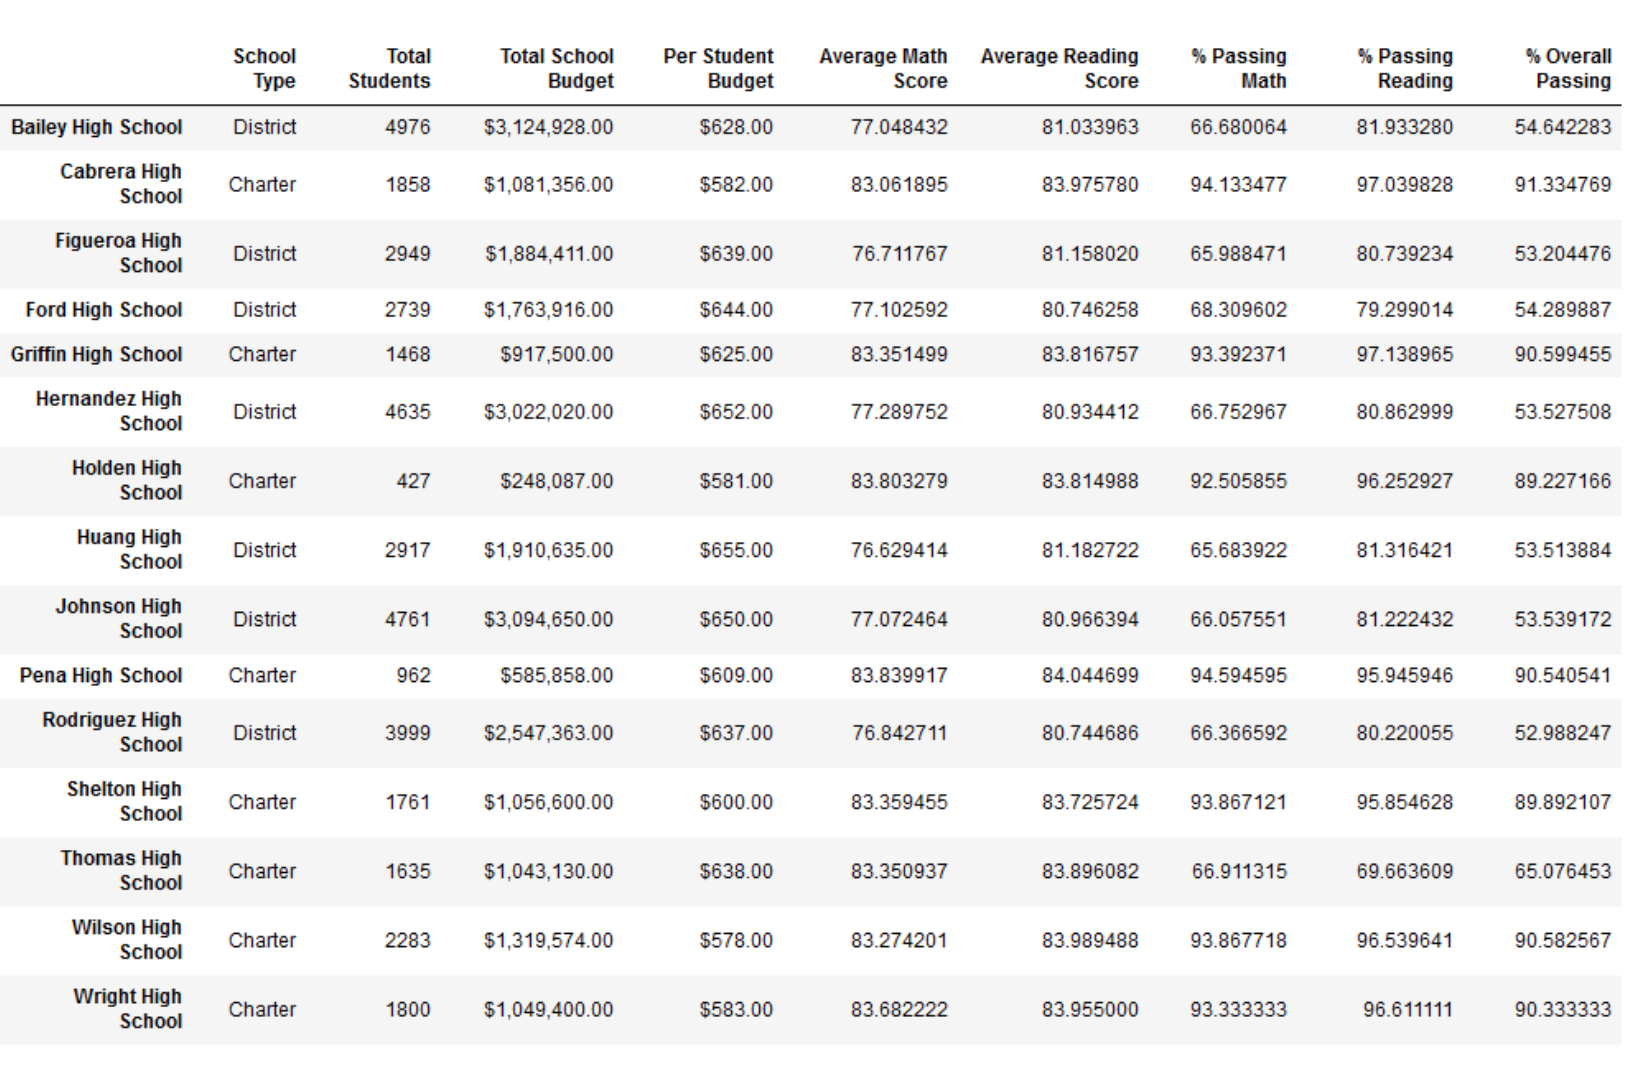 School Type Total Students Total School Budget Per Student Budget Average Math Score Average Reading Score % Passing Math % Passing Reading % Overall Passing
Bailey High School District 4976 $3,124,928.00 $628.00 77.048432 81.033963 66.680064 81.933280 54.642283
Cabrera High School Charter 1858 $1,081,356.00 $582.00 83.061895 83.975780 94.133477 97.039828 91.334769
Figueroa High School District 2949 $1,884,411.00 $639.00 76.711767 81.158020 65.988471 80.739234 53.204476
Ford High School District 2739 $1,763,916.00 $644.00 77.102592 80.746258 68.309602 79.299014 54.289887
Griffin High School Charter 1468 $917,500.00 $625.00 83.351499 83.816757 93.392371 97.138965 90.599455
Hernandez High School District 4635 $3,022,020.00 $652.00 77.289752 80.934412 66.752967 80.862999 53.527508
Holden High School Charter 427 $248,087.00 $581.00 83.803279 83.814988 92.505855 96.252927 89.227166
Huang High School District 2917 $1,910,635.00 $655.00 76.629414 81.182722 65.683922 81.316421 53.513884
Johnson High School District 4761 $3,094,650.00 $650.00 77.072464 80.966394 66.057551 81.222432 53.539172
Pena High School Charter 962 $585,858.00 $609.00 83.839917 84.044699 94.594595 95.945946 90.540541
Rodriguez High School District 3999 $2,547,363.00 $637.00 76.842711 80.744686 66.366592 80.220055 52.988247
Shelton High School Charter 1761 $1,056,600.00 $600.00 83.359455 83.725724 93.867121 95.854628 89.892107
Thomas High School Charter 1635 $1,043,130.00 $638.00 83.350937 83.896082 66.911315 69.663609 65.076453
Wilson High School Charter 2283 $1,319,574.00 $578.00 83.274201 83.989488 93.867718 96.539641 90.582567
Wright High School Charter 1800 $1,049,400.00 $583.00 83.682222 83.955000 93.333333 96.611111 90.333333